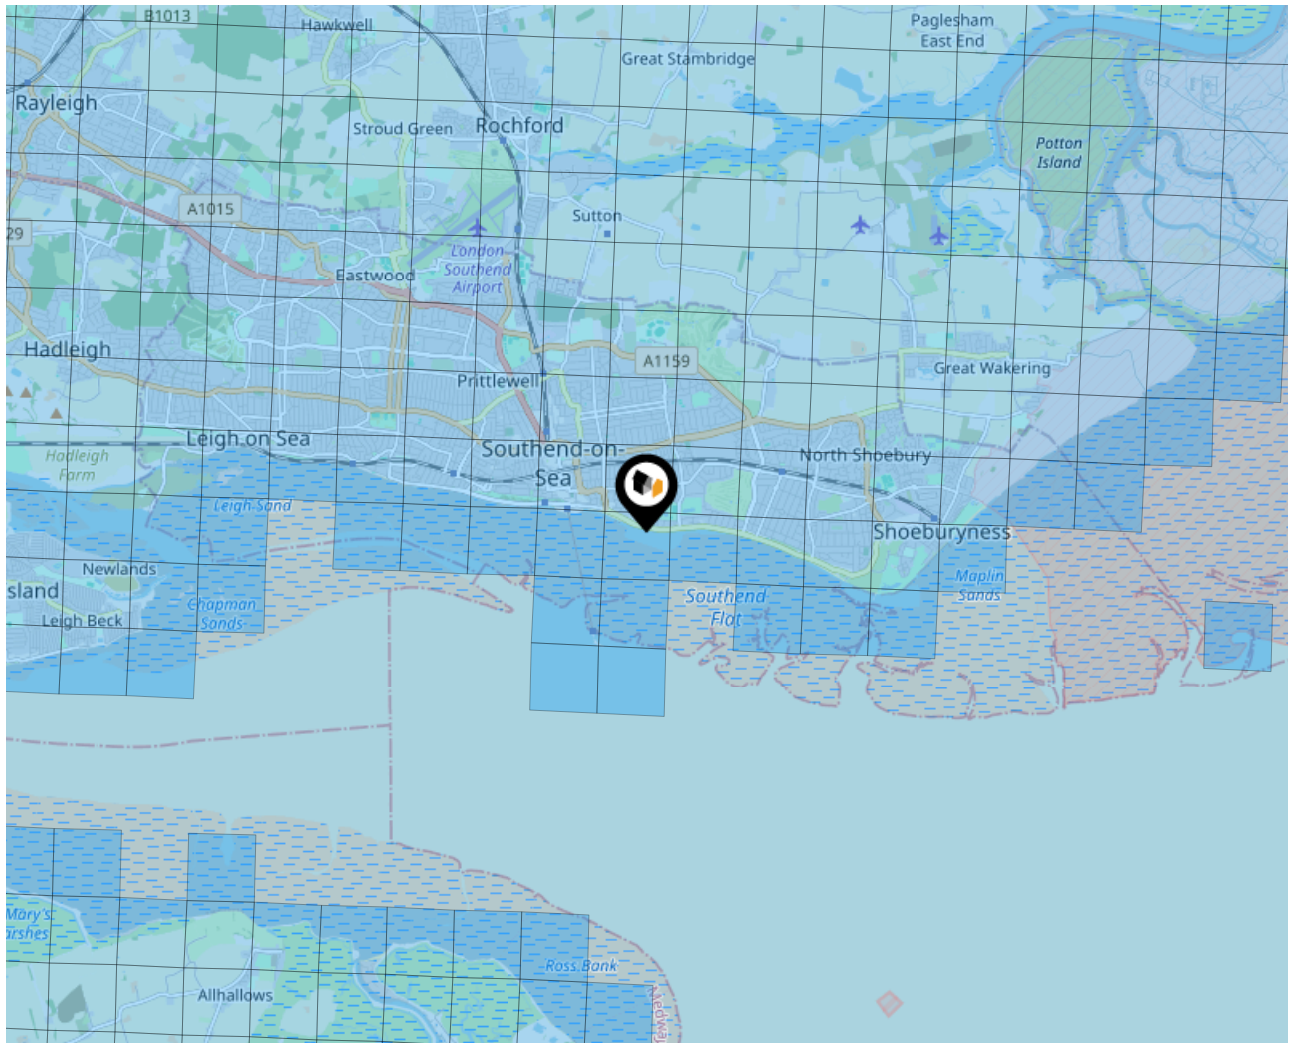 B1013
Hawkwell
Paglesham
East End
Great Stambridge
Rayleigh
Stroud Green
Rochford
Potton
Island
A1015
Sutton
29
London
Southend
Airport
Eastwood
Hadleigh
A1159
Great Wakering
Prittlewell
Leigh on Sea
Southend-on-
Sea
North Shoebury
Hadleigh
Farm
Leigh Sand
Shoeburyness
Newlands
sland
Maplin
Sands
Chapman
Sands
Southend
Flat
Leigh Beck
Mary's
arshes
Ross Bank
Allhallows
Medway